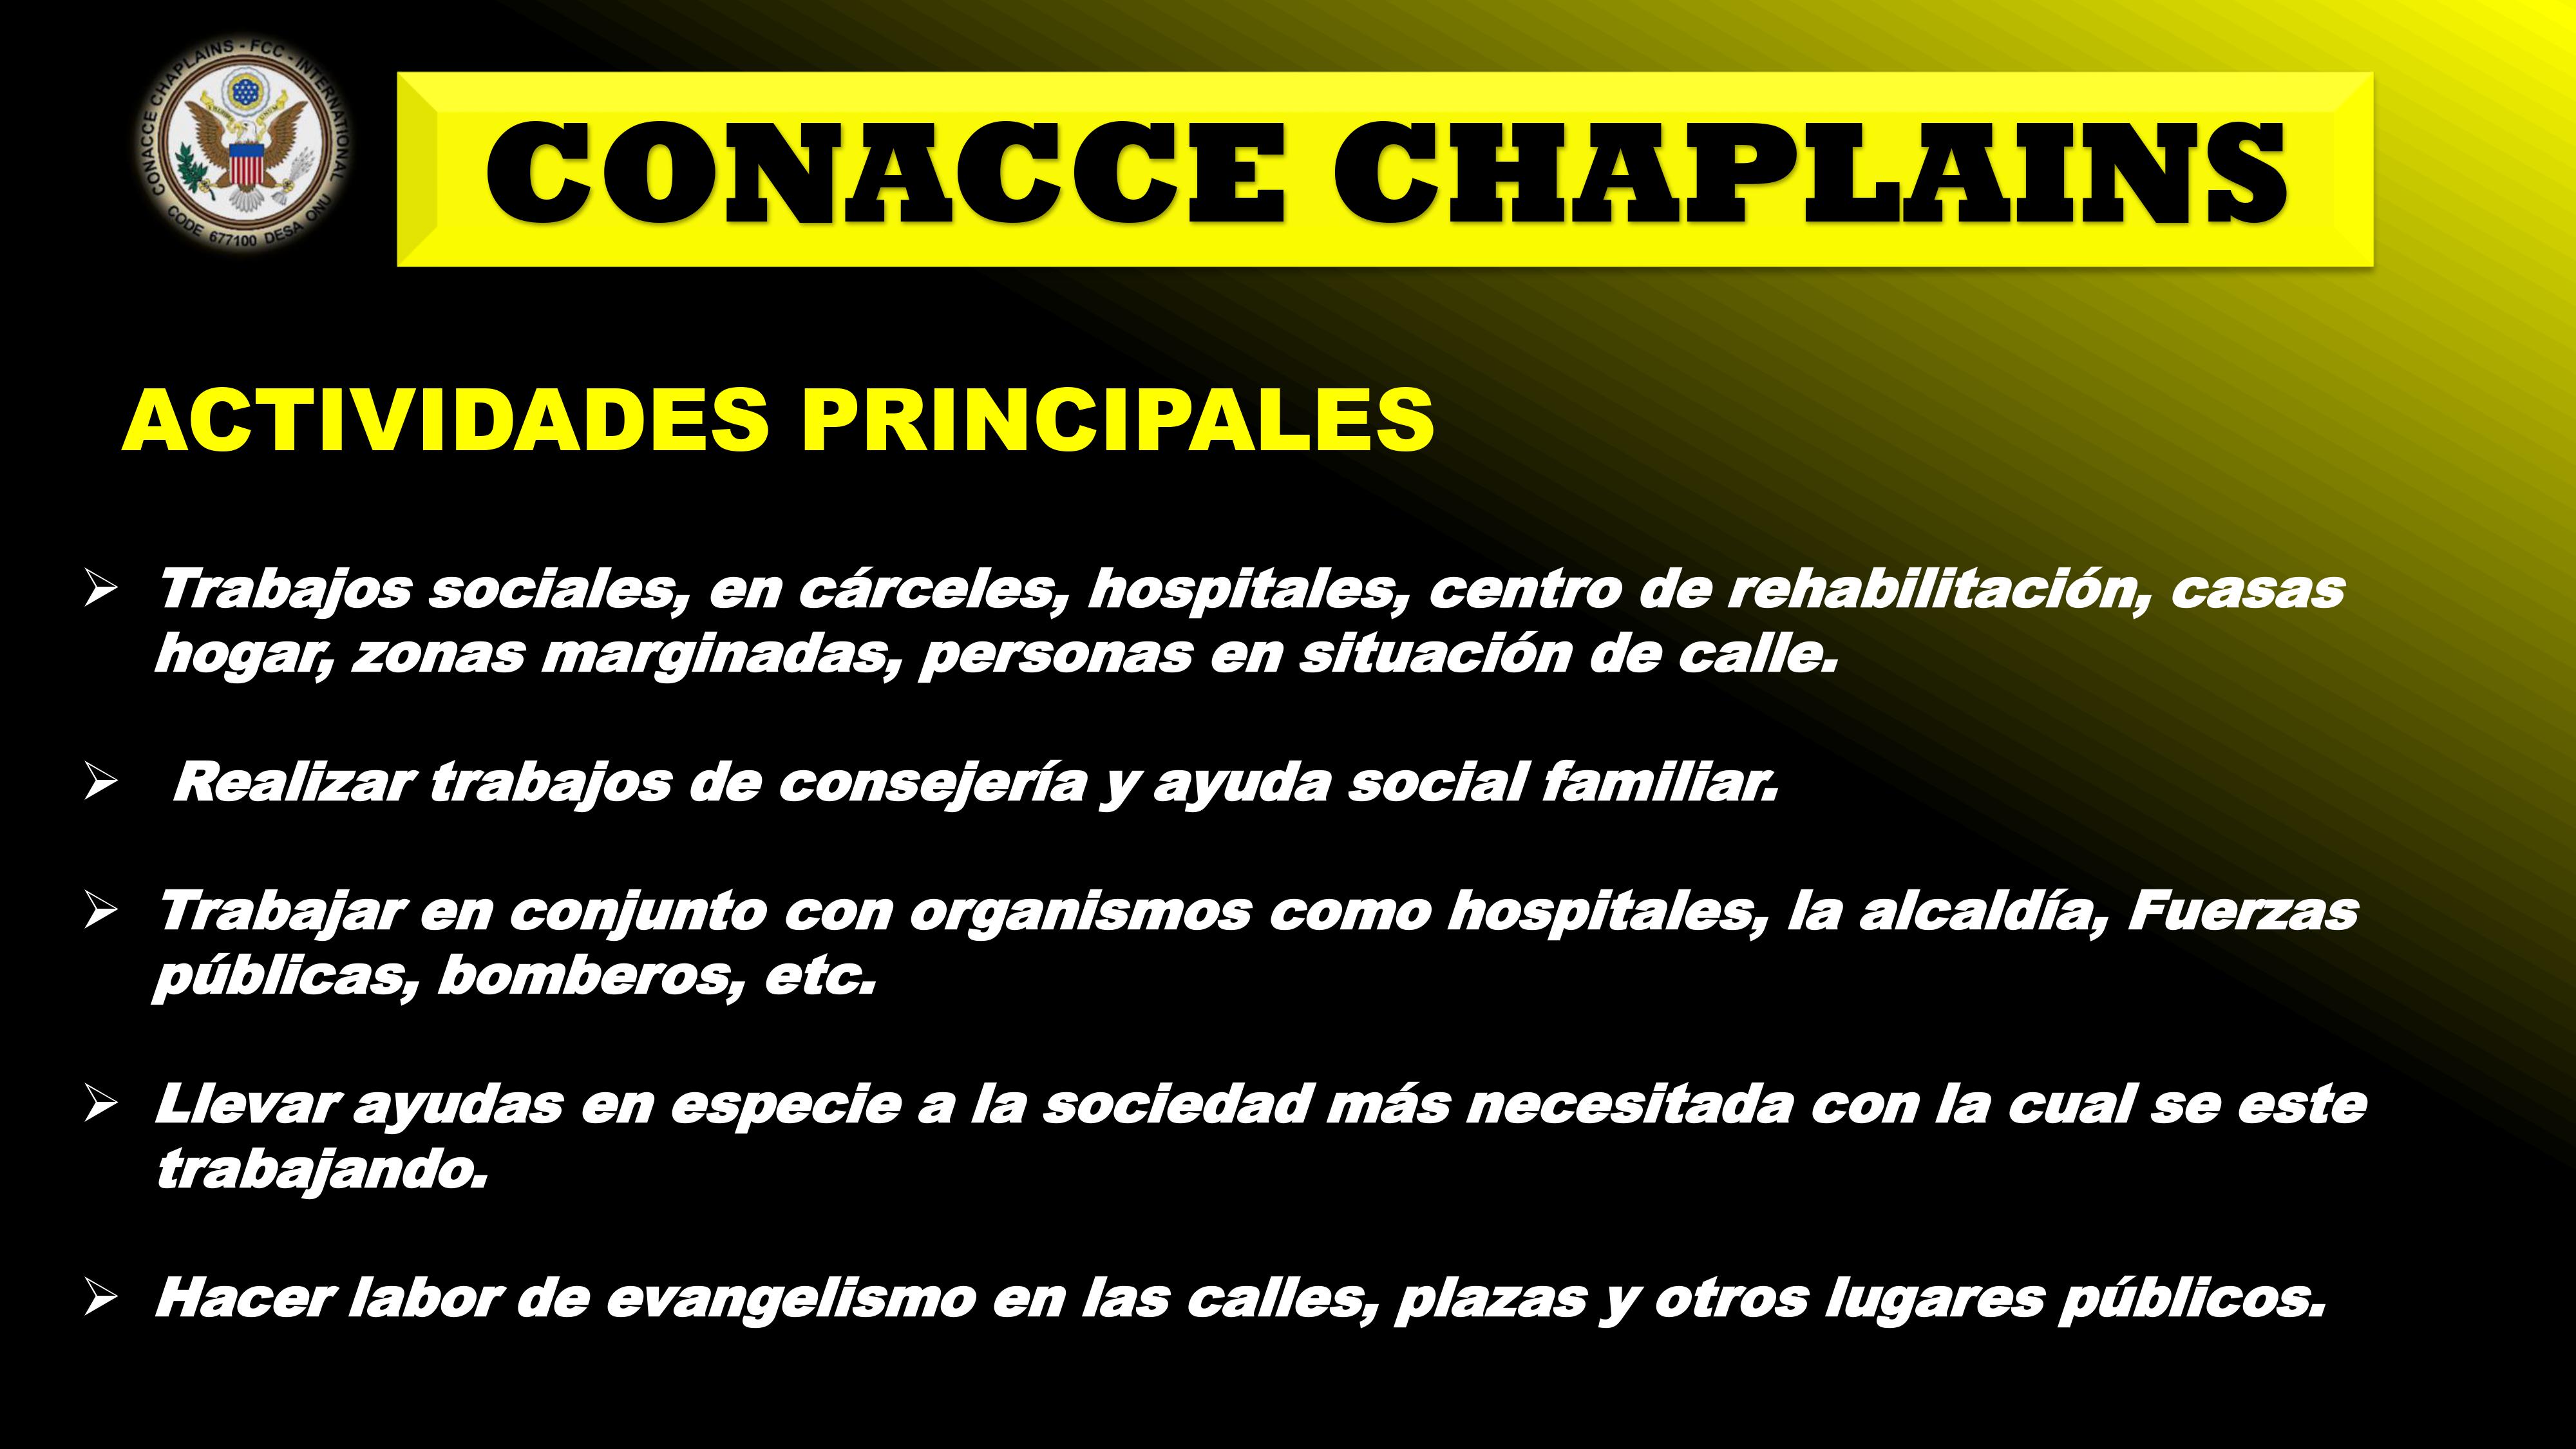 CONACCE CHAPLAINS - FCC - INTERNATIONAL
CODE 677100 DESA ONU
CONACCE CHAPLAINS
ACTIVIDADES PRINCIPALES
➢ Trabajos sociales, en cárceles, hospitales, centro de rehabilitación, casas
hogar, zonas marginadas, personas en situación de calle.
➢ Realizar trabajos de consejería y ayuda social familiar.
➢ Trabajar en conjunto con organismos como hospitales, la alcaldía, Fuerzas
públicas, bomberos, etc.
➢ Llevar ayudas en especie a la sociedad más necesitada con la cual se este
trabajando.
➢ Hacer labor de evangelismo en las calles, plazas y otros lugares públicos.